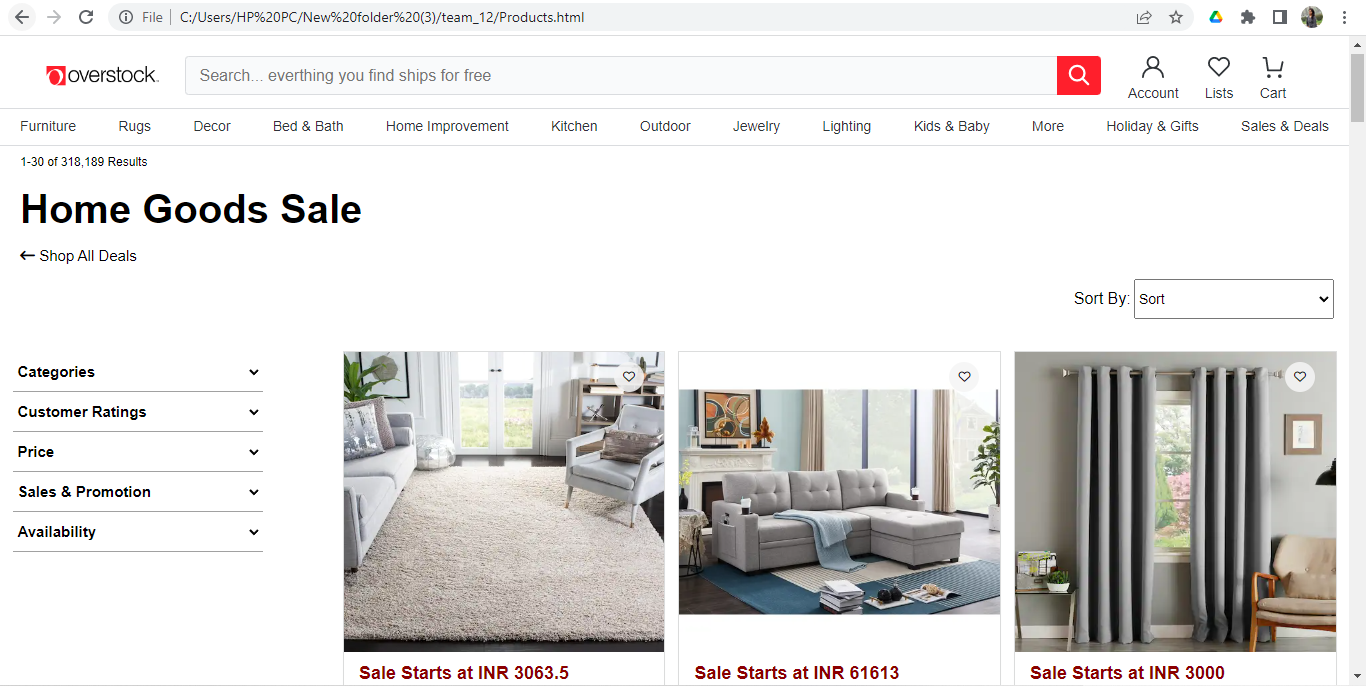 File | C:/Users/HP%20PC/New%20folder%20(3)/team_12/Products.html
overstock.
Search... everthing you find ships for free
Account Lists Cart
Furniture Rugs Decor Bed & Bath Home Improvement Kitchen Outdoor Jewelry Lighting Kids & Baby More Holiday & Gifts Sales & Deals
1-30 of 318,189 Results
Home Goods Sale
Shop All Deals
Sort By: Sort
Categories
Customer Ratings
Price
Sales & Promotion
Availability
Sale Starts at INR 3063.5 Sale Starts at INR 61613 Sale Starts at INR 3000